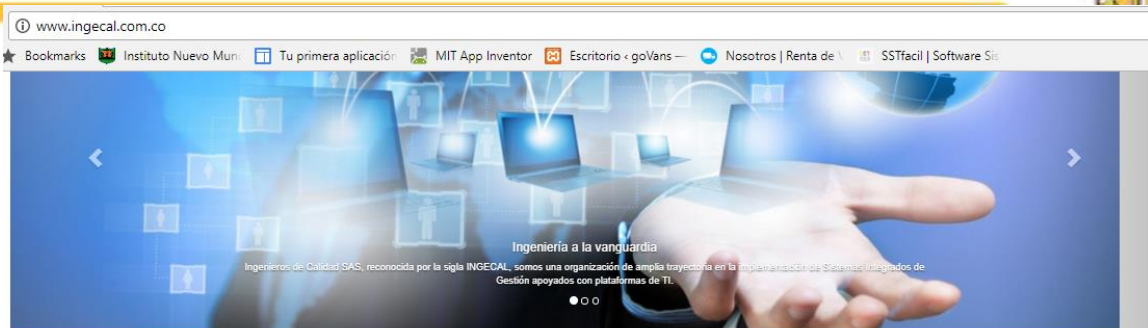 www.ingecal.com.co
Bookmarks Instituto Nuevo Mun Tu primera aplicación MIT App Inventor Escritorio ‹ goVans — Nosotros | Renta de SSTfacil | Software Sis
Ingeniería a la vanguardia
Ingenieros de Calidad SAS, reconocida por la sigla INGECAL, somos una organización de amplia trayectoria en la implementación de Sistemas Integrados de
Gestión apoyados con plataformas de TI.